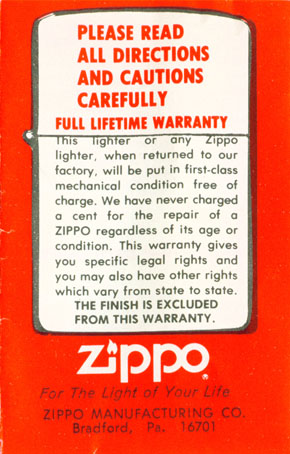 PLEASE READ
ALL DIRECTIONS
AND CAUTIONS
CAREFULLY
FULL LIFETIME WARRANTY
This lighter or any Zippo
lighter, when returned to our
factory, will be put in first-class
mechanical condition free of
charge. We have never charged
a cent for the repair of a
ZIPPO regardless of its age or
condition. This warranty gives
you specific legal rights and
you may also have other rights
which vary from state to state.
THE FINISH IS EXCLUDED
FROM THIS WARRANTY.
Zippo®
For The Light of Your Life
ZIPPO MANUFACTURING CO.
Bradford, Pa. 16701